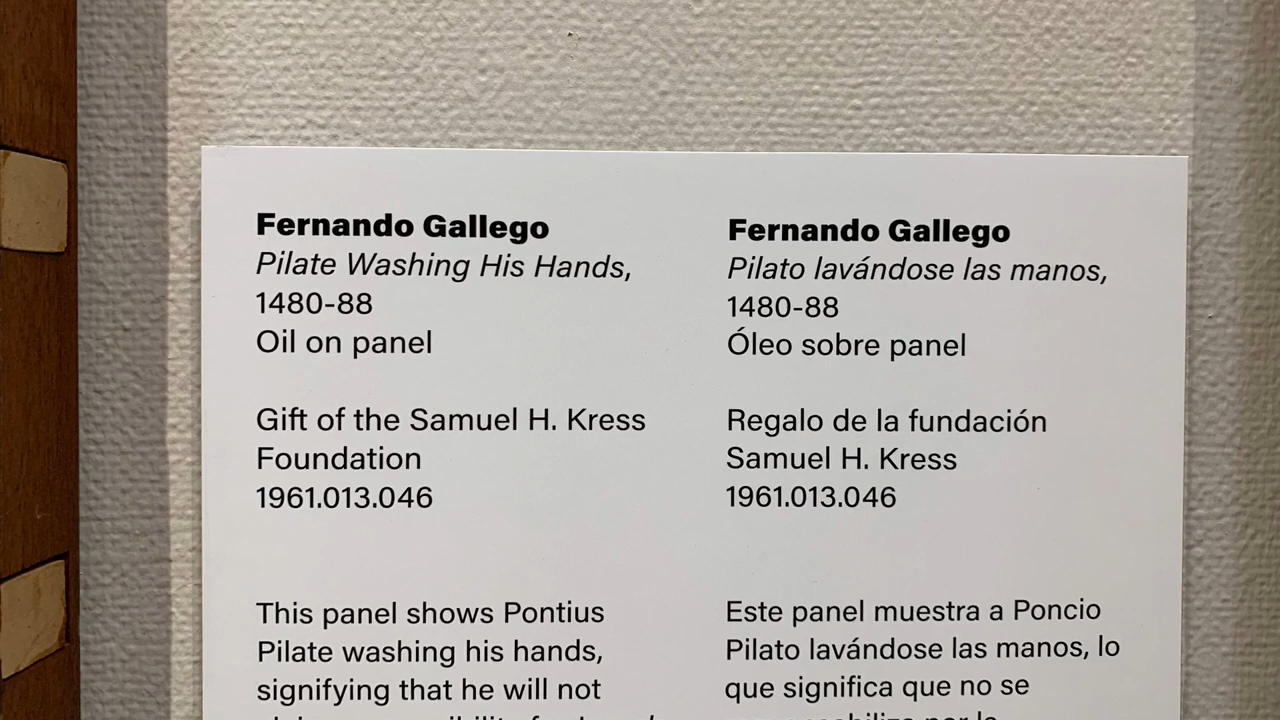 Fernando Gallego
Pilate Washing His Hands,
1480-88
Oil on panel
Gift of the Samuel H. Kress
Foundation
1961.013.046
This panel shows Pontius
Pilate washing his hands,
signifying that he will not
Fernando Gallego
Pilato lavándose las manos,
1480-88
Óleo sobre panel
Regalo de la fundación
Samuel H. Kress
1961.013.046
Este panel muestra a Poncio
Pilato lavándose las manos, lo
que significa que no se